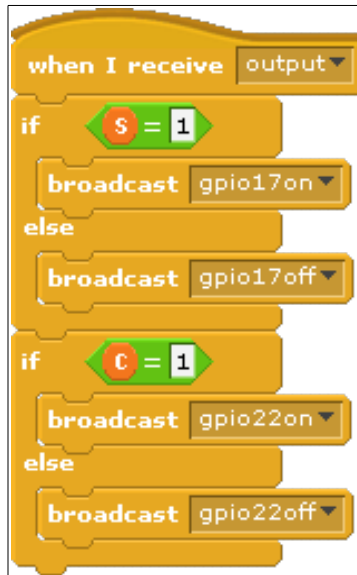 when I receive output
if S = 1
broadcast gpio17on
else
broadcast gpio17off
if C = 1
broadcast gpio22on
else
broadcast gpio22off